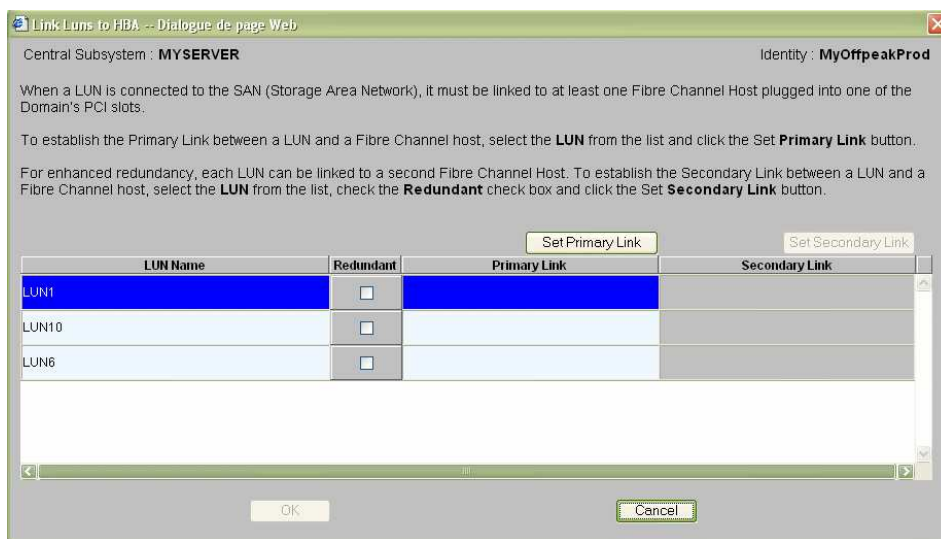 Link Luns to HBA -- Dialogue de page Web
Central Subsystem : MYSERVER Identity : MyOffpeakProd
When a LUN is connected to the SAN (Storage Area Network), it must be linked to at least one Fibre Channel Host plugged into one of the
Domain's PCI slots.
To establish the Primary Link between a LUN and a Fibre Channel host, select the LUN from the list and click the Set Primary Link button.
For enhanced redundancy, each LUN can be linked to a second Fibre Channel Host. To establish the Secondary Link between a LUN and a
Fibre Channel host, select the LUN from the list, check the Redundant check box and click the Set Secondary Link button.
Set Primary Link Set Secondary Link
LUN Name Redundant Primary Link Secondary Link
LUN1
LUN10
LUN6
OK Cancel